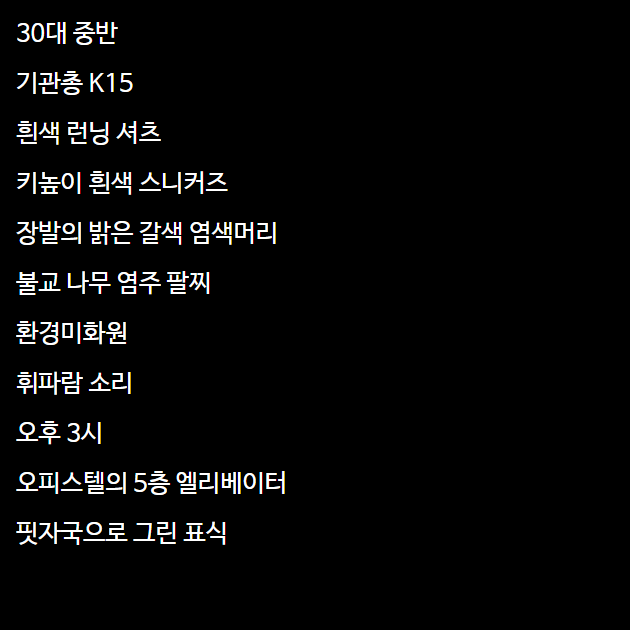 30대 중반
기관총 K15
흰색 런닝 셔츠
키높이 흰색 스니커즈
장발의 밝은 갈색 염색머리
불교 나무 염주 팔찌
환경미화원
휘파람 소리
오후 3시
오피스텔의 5층 엘리베이터
핏자국으로 그린 표식